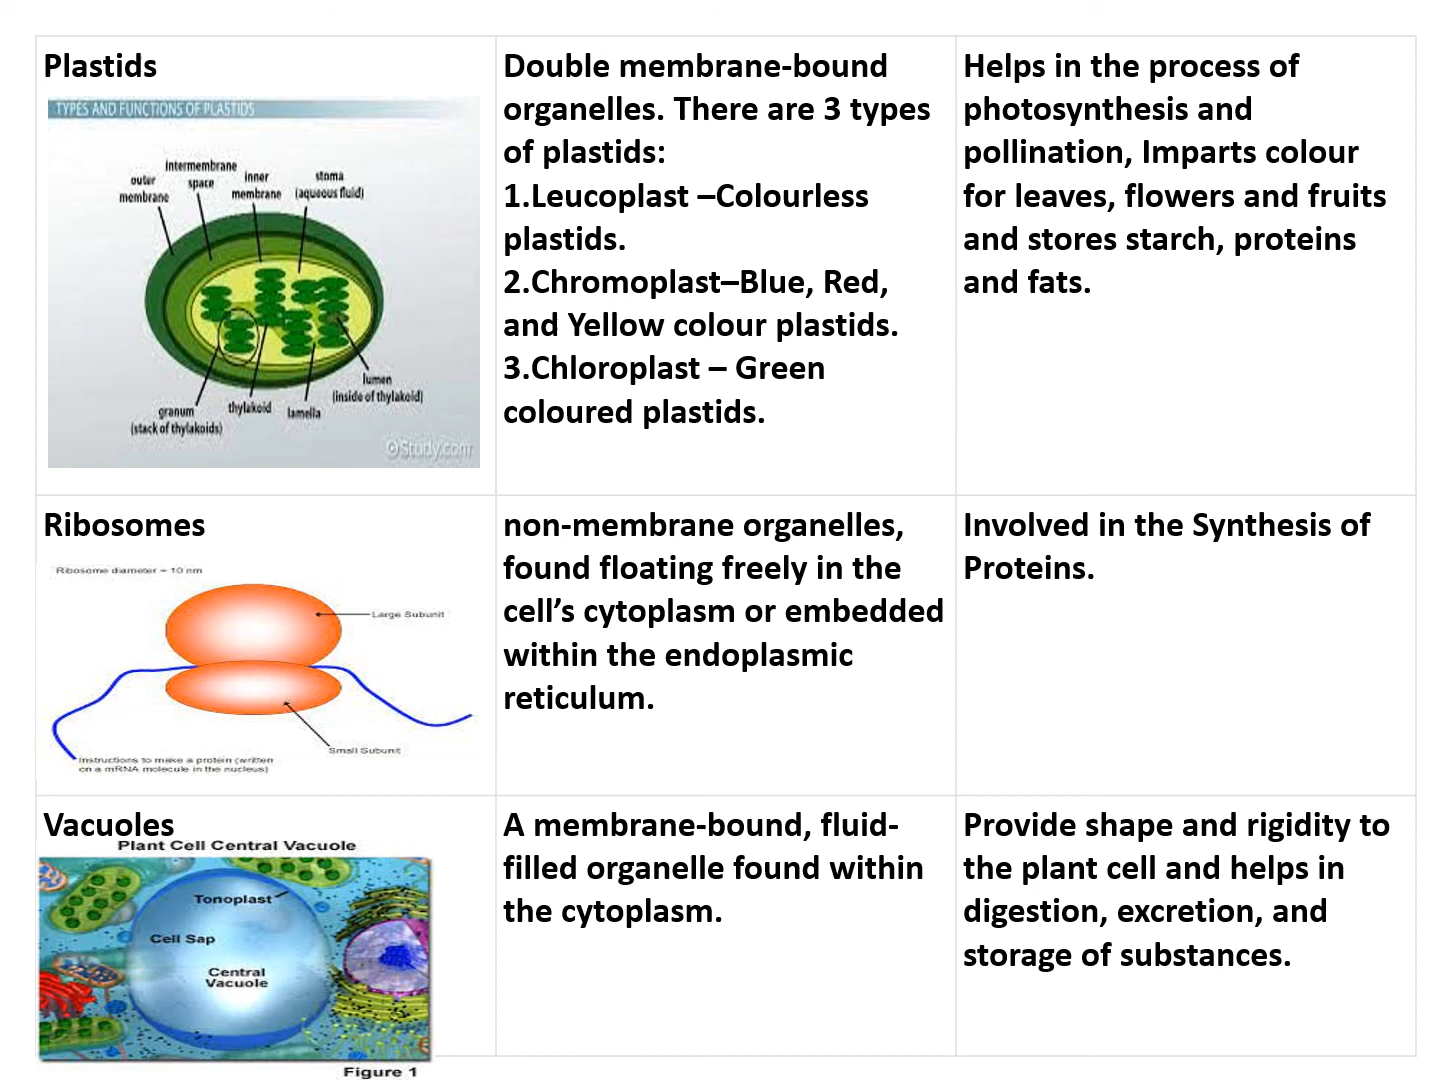 Plastids
TYPES AND FUNCTIONS OF PLASTIDS
intermembrane
space
outer
membrane
inner
membrane
stoma
(aqueous fluid)
lumen
(inside of thylakoid)
granum
(stack of thylakoids)
thylakoid
lamella
©Study.com
Double membrane-bound
organelles. There are 3 types
of plastids:
1.Leucoplast –Colourless
plastids.
2.Chromoplast–Blue, Red,
and Yellow colour plastids.
3.Chloroplast – Green
coloured plastids.
Helps in the process of
photosynthesis and
pollination, Imparts colour
for leaves, flowers and fruits
and stores starch, proteins
and fats.
Ribosomes
Ribosome diameter = 10 nm
Large Subunit
Small Subunit
Instructions to make a protein (written
on a mRNA molecule in the nucleus)
non-membrane organelles,
found floating freely in the
cell’s cytoplasm or embedded
within the endoplasmic
reticulum.
Involved in the Synthesis of
Proteins.
Vacuoles
Plant Cell Central Vacuole
Tonoplast
Cell Sap
Central
Vacuole
Figure 1
A membrane-bound, fluid-
filled organelle found within
the cytoplasm.
Provide shape and rigidity to
the plant cell and helps in
digestion, excretion, and
storage of substances.